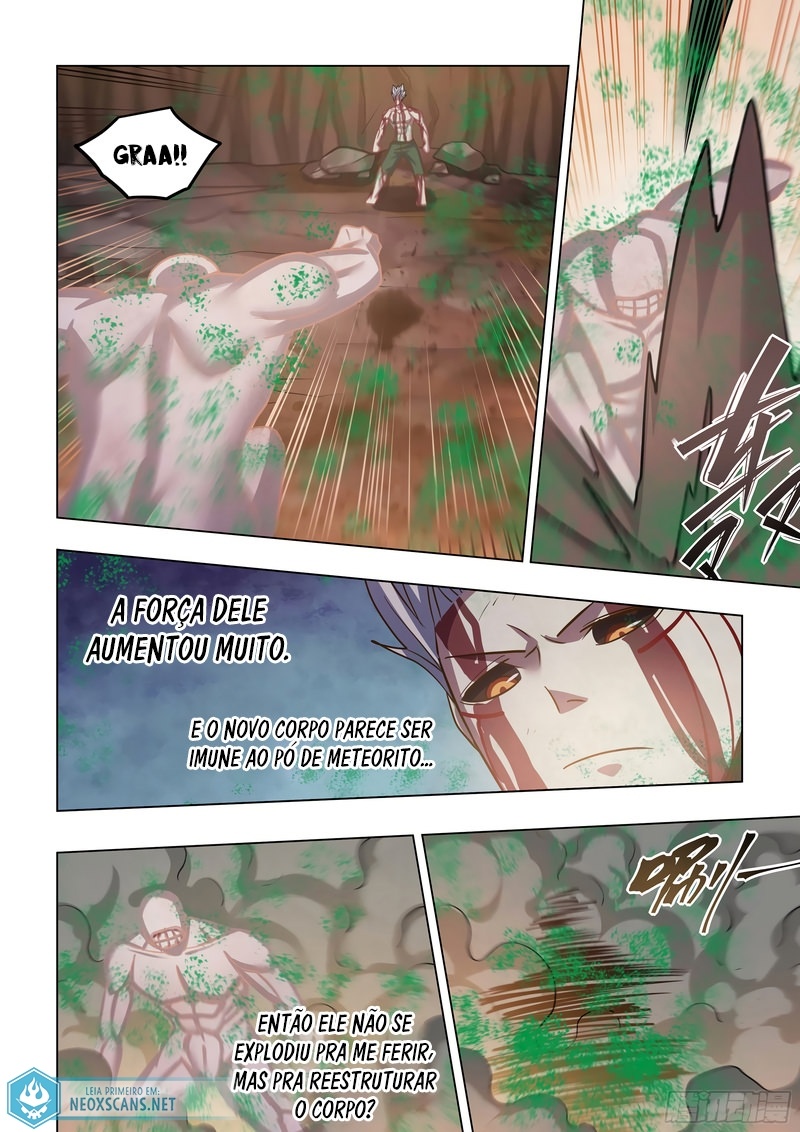 GRAA!!
A FORÇA DELE
AUMENTOU MUITO.
E O NOVO CORPO PARECE SER
IMUNE AO PÓ DE METEORITO...
ENTÃO ELE NÃO SE
EXPLODIU PRA ME FERIR,
MAS PRA REESTRUTURAR
O CORPO?
LEIA PRIMEIRO EM:
NEOXSCANS.NET